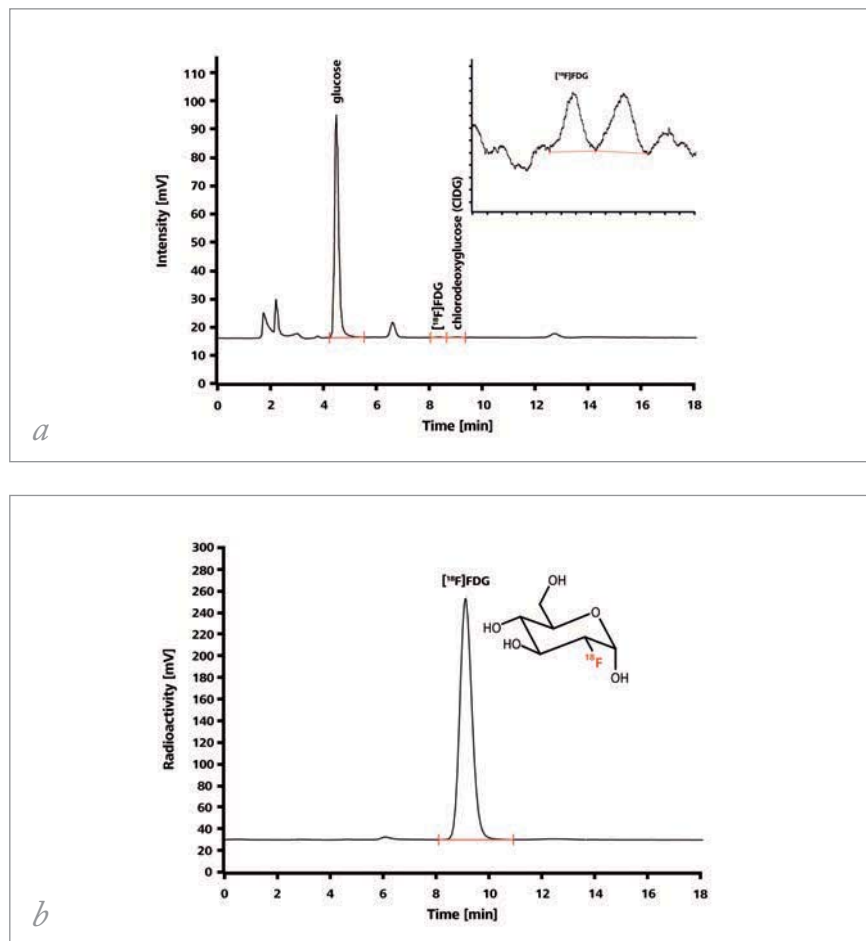 [¹⁸F]FDG
glucose
[¹⁸F]FDG
chlorodeoxyglucose (ClDG)
Intensity [mV]
110
100
90
80
70
60
50
40
30
20
10
0
0 2 4 6 8 10 12 14 16 18
Time [min]
a
[¹⁸F]FDG
OH
O
HO
HO
¹⁸F
OH
Radioactivity [mV]
300
280
260
240
220
200
180
160
140
120
100
80
60
40
20
0
0 2 4 6 8 10 12 14 16 18
Time [min]
b